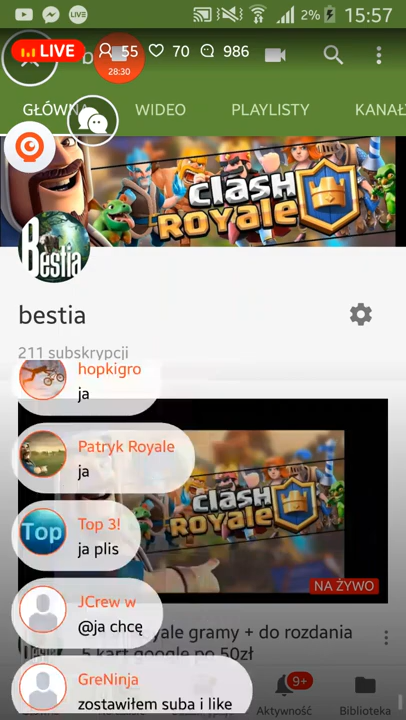 LIVE
2%
15:57
LIVE
55
70
986
28:30
GŁÓWNA
WIDEO
PLAYLISTY
KANAŁ
CLASH
ROYALE
Bestia
bestia
211 subskrypcji
hopkigro
ja
Patryk Royale
ja
CLASH
ROYALE
Top
Top 3!
ja plis
NA ŻYWO
JCrew w
@ja chcę
yale gramy + do rozdania
5 kart google po 50zł
GreNinja
zostawiłem suba i like
9+
Aktywność
Biblioteka